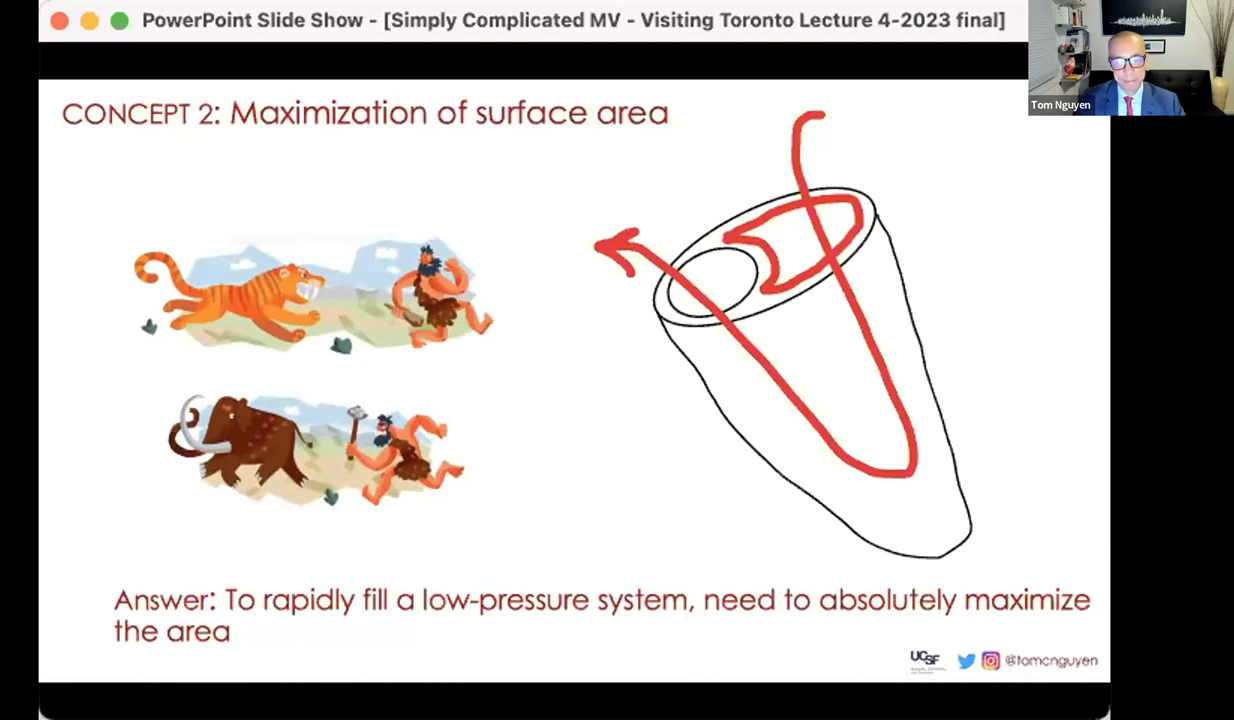 PowerPoint Slide Show - [Simply Complicated MV - Visiting Toronto Lecture 4-2023 final]
Tom Nguyen
CONCEPT 2: Maximization of surface area
Answer: To rapidly fill a low-pressure system, need to absolutely maximize
the area
UCSF
@tomcnguyen